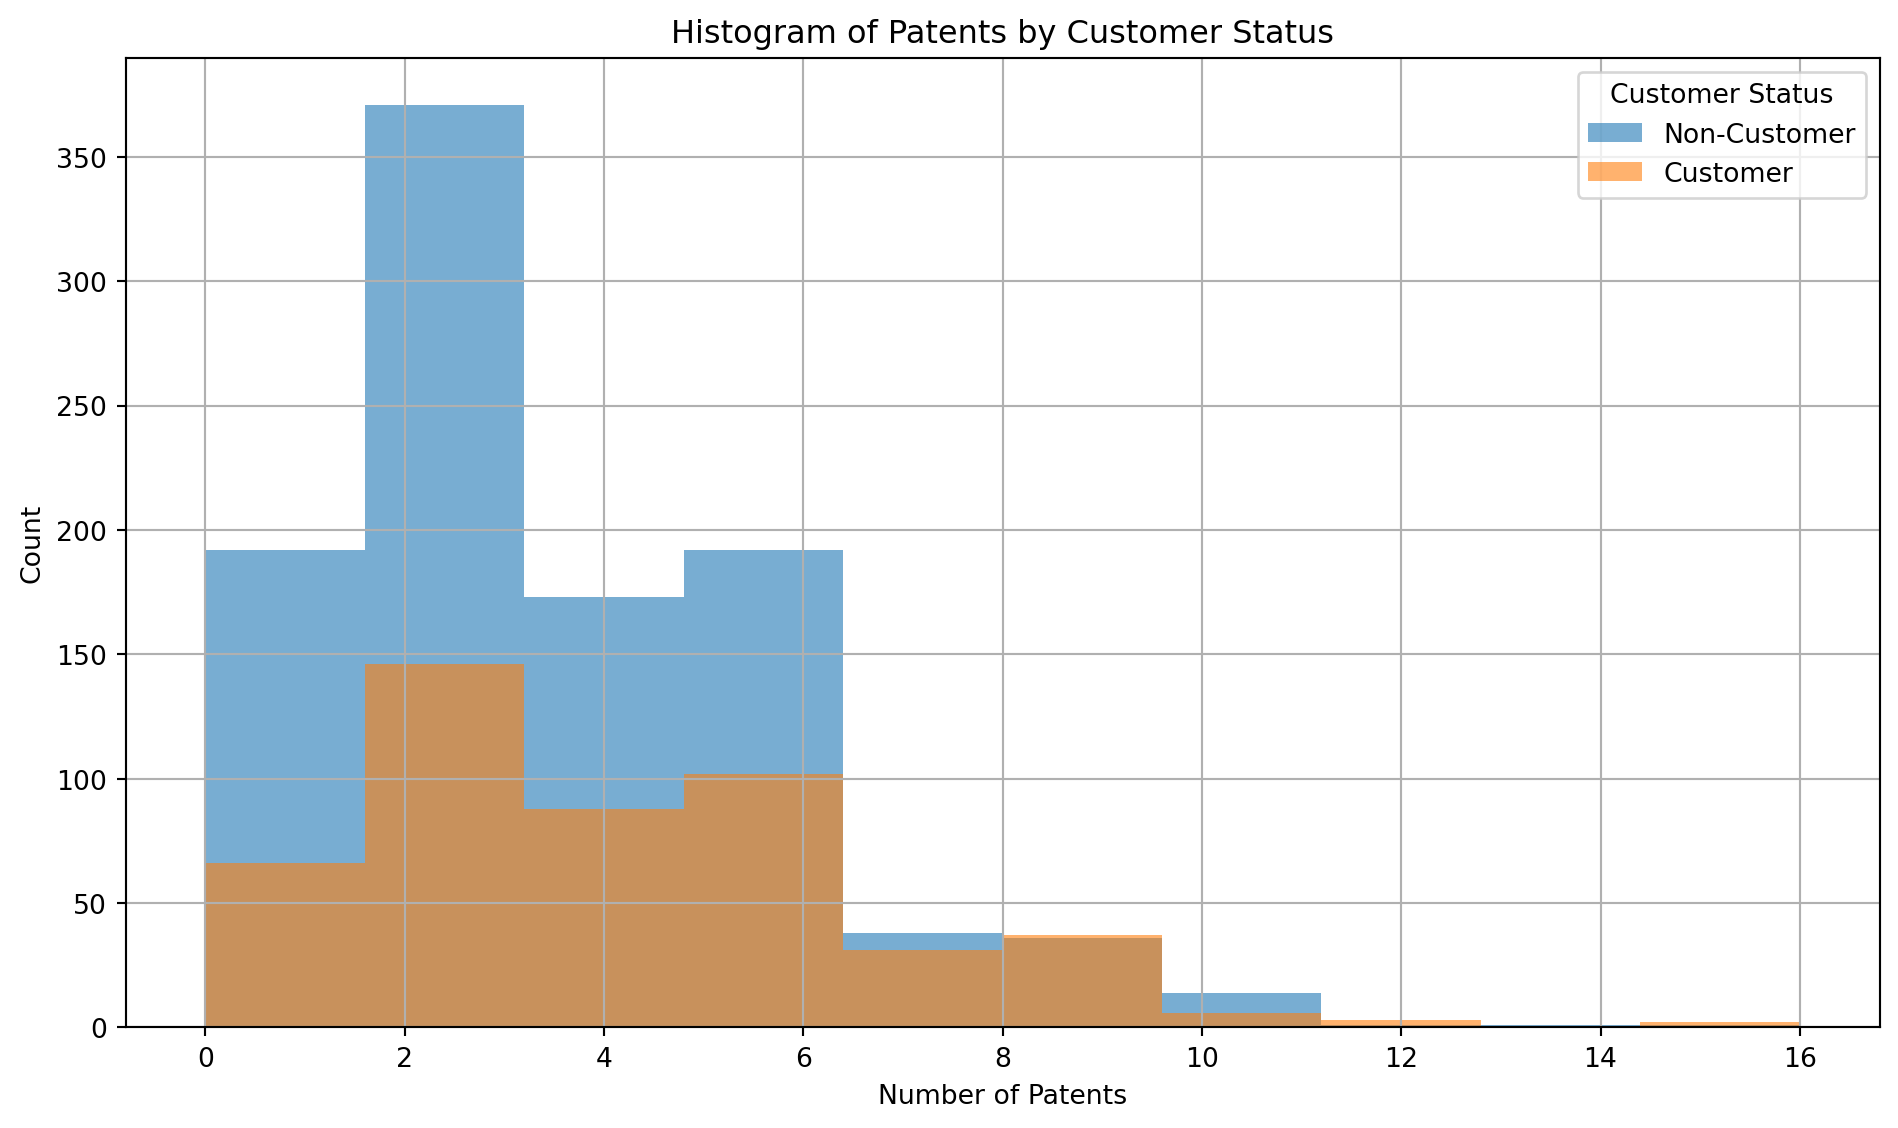 Histogram of Patents by Customer Status
Customer Status
Non-Customer
Customer
Count
350
300
250
200
150
100
50
0
0 2 4 6 8 10 12 14 16
Number of Patents